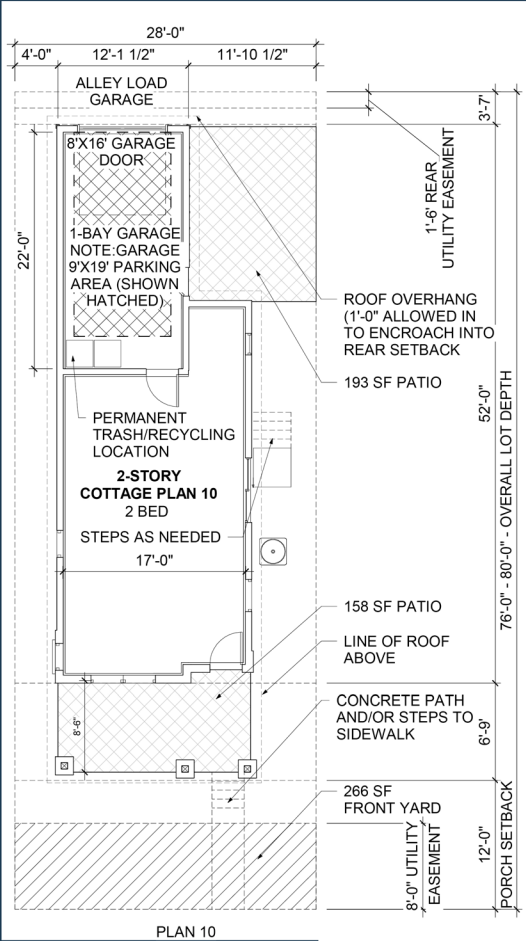 28'-0"
4'-0"
12'-1 1/2"
11'-10 1/2"
ALLEY LOAD
GARAGE
3'-7'
1'-6' REAR
UTILITY EASEMENT
8'X16' GARAGE
DOOR
22'-0"
1-BAY GARAGE
NOTE:GARAGE
9'X19' PARKING
AREA (SHOWN
HATCHED)
ROOF OVERHANG
(1'-0" ALLOWED IN
TO ENCROACH INTO
REAR SETBACK
193 SF PATIO
52'-0"
76'-0" - 80'-0" - OVERALL LOT DEPTH
PERMANENT
TRASH/RECYCLING
LOCATION
2-STORY
COTTAGE PLAN 10
2 BED
STEPS AS NEEDED
17'-0"
158 SF PATIO
LINE OF ROOF
ABOVE
8'-6"
CONCRETE PATH
AND/OR STEPS TO
SIDEWALK
6'-9'
266 SF
FRONT YARD
8'-0" UTILITY
EASEMENT
12'-0"
PORCH SETBACK
PLAN 10